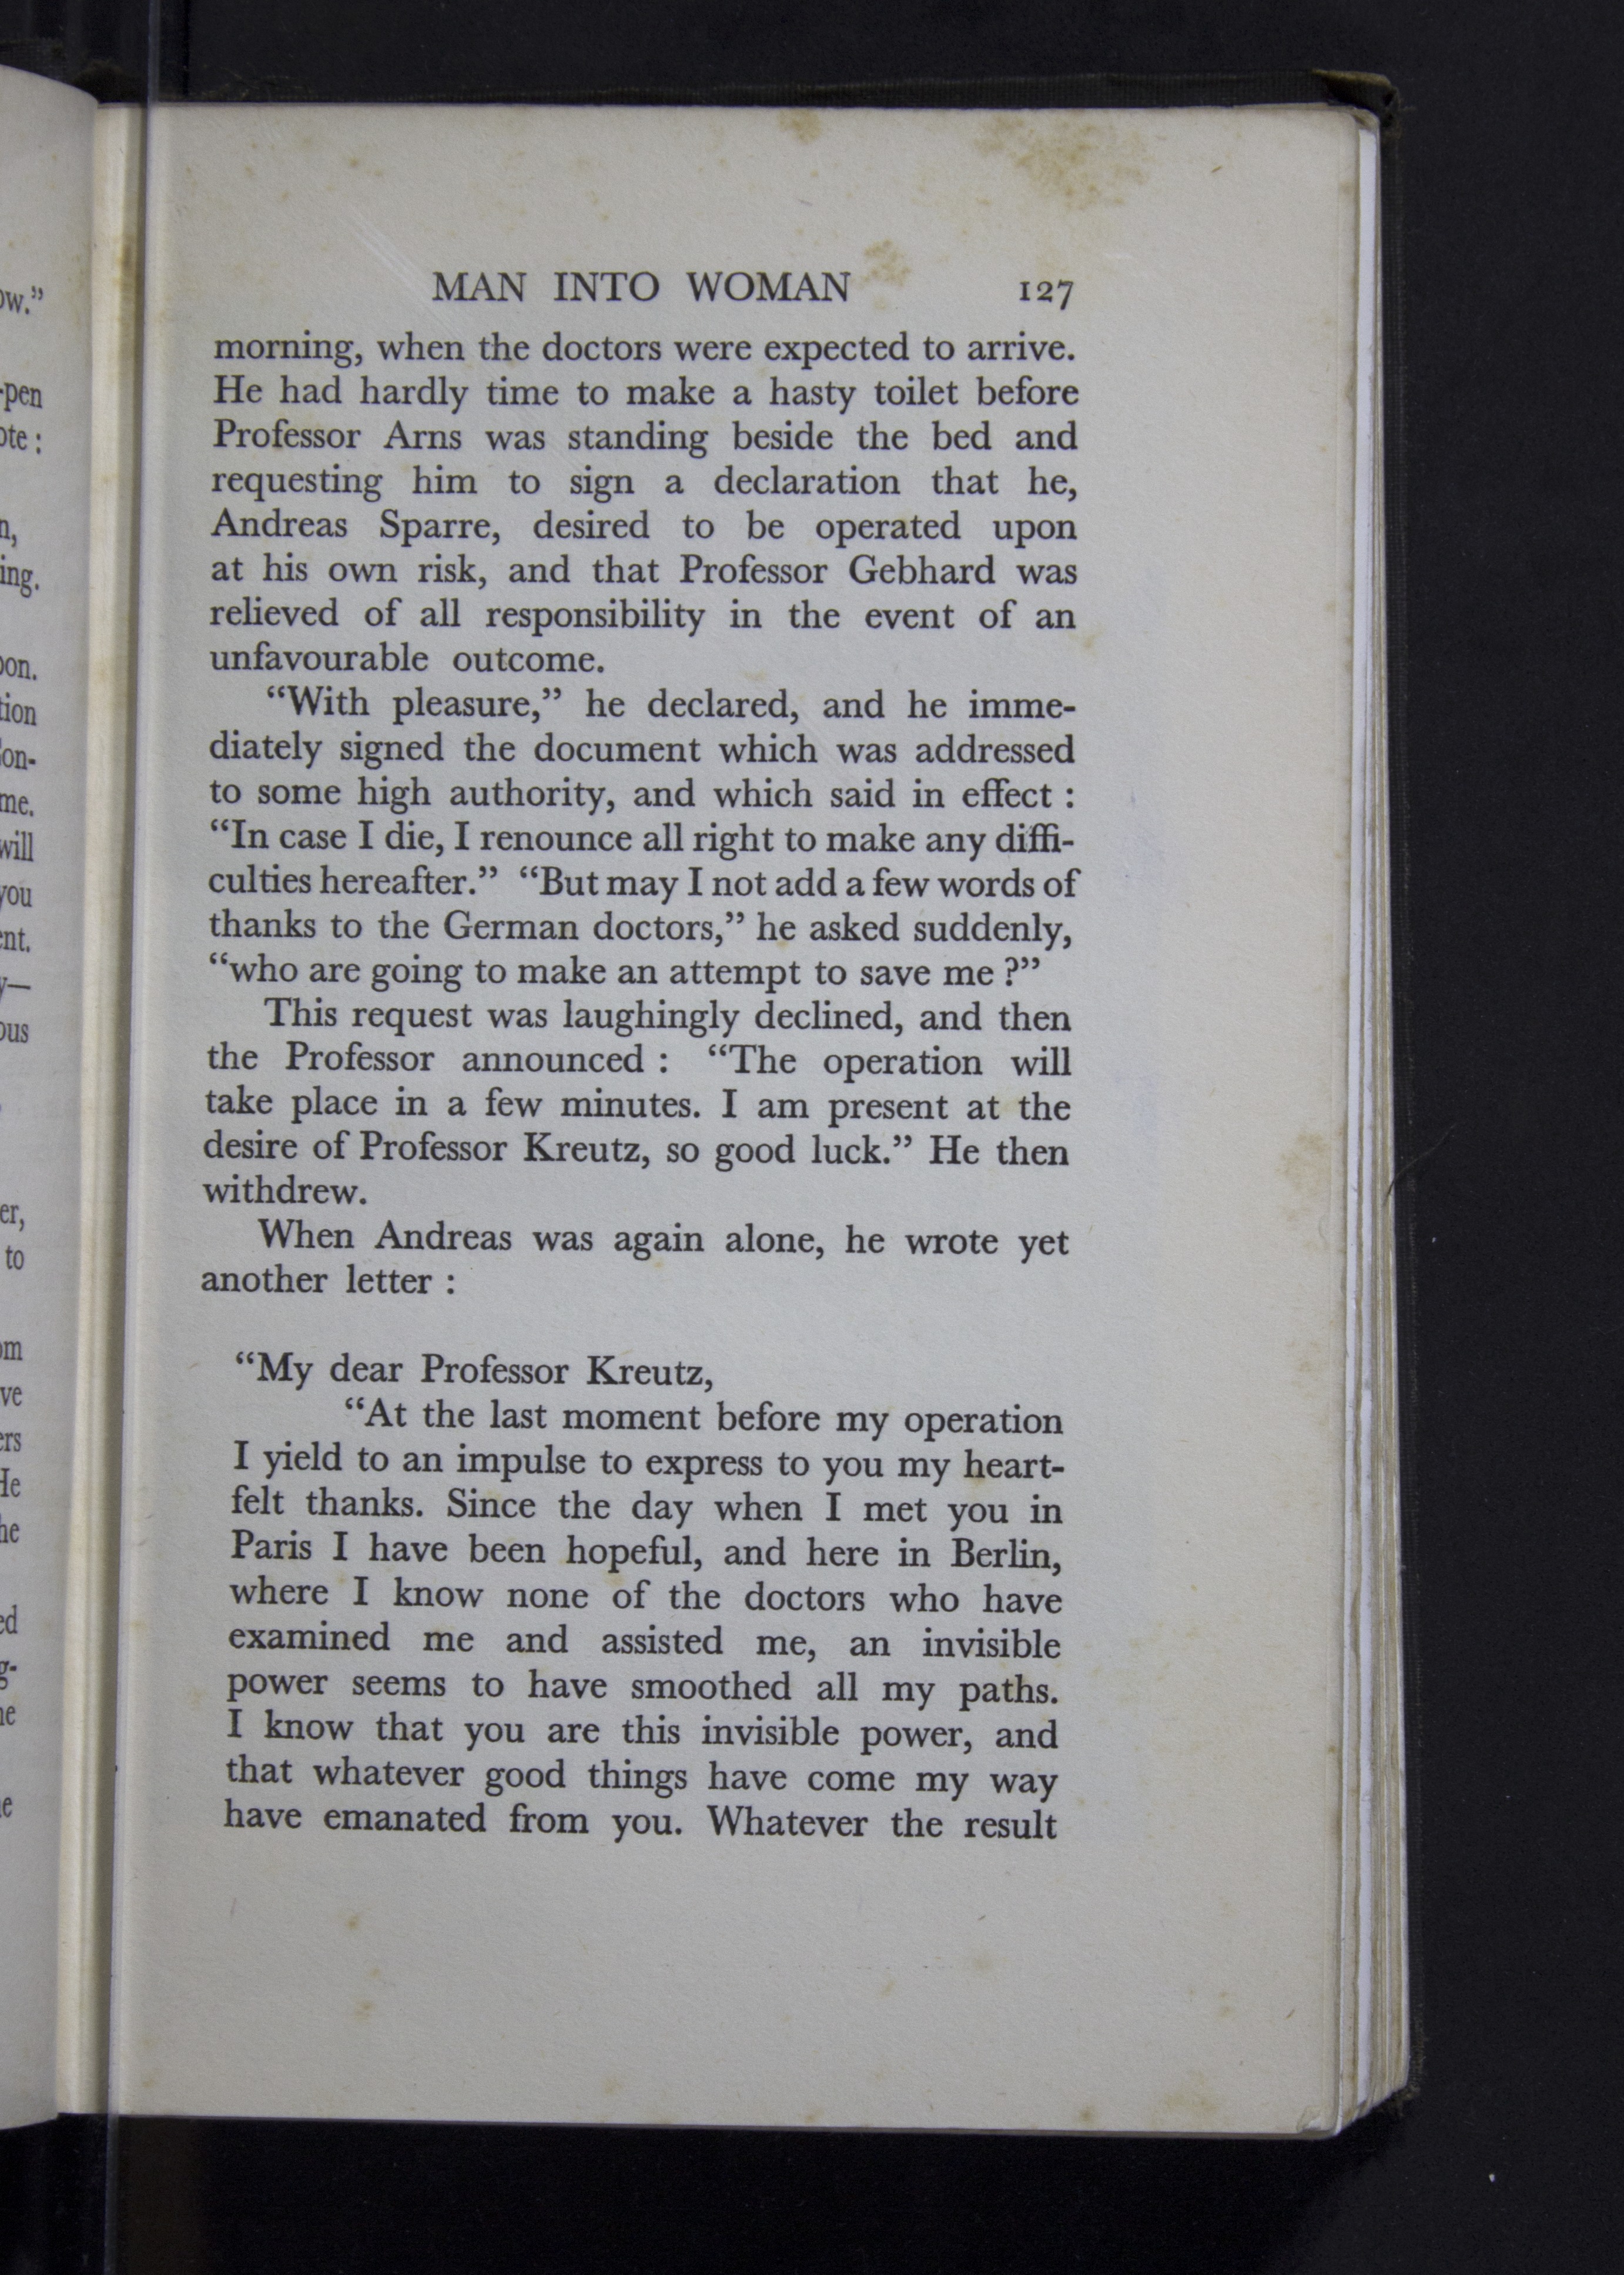 MAN INTO WOMAN 127
morning, when the doctors were expected to arrive.
He had hardly time to make a hasty toilet before
Professor Arns was standing beside the bed and
requesting him to sign a declaration that he,
Andreas Sparre, desired to be operated upon
at his own risk, and that Professor Gebhard was
relieved of all responsibility in the event of an
unfavourable outcome.
“With pleasure,” he declared, and he imme-
diately signed the document which was addressed
to some high authority, and which said in effect :
“In case I die, I renounce all right to make any diffi-
culties hereafter.” “But may I not add a few words of
thanks to the German doctors,” he asked suddenly,
“who are going to make an attempt to save me ?”
This request was laughingly declined, and then
the Professor announced : “The operation will
take place in a few minutes. I am present at the
desire of Professor Kreutz, so good luck.” He then
withdrew.
When Andreas was again alone, he wrote yet
another letter :
“My dear Professor Kreutz,
“At the last moment before my operation
I yield to an impulse to express to you my heart-
felt thanks. Since the day when I met you in
Paris I have been hopeful, and here in Berlin,
where I know none of the doctors who have
examined me and assisted me, an invisible
power seems to have smoothed all my paths.
I know that you are this invisible power, and
that whatever good things have come my way
have emanated from you. Whatever the result